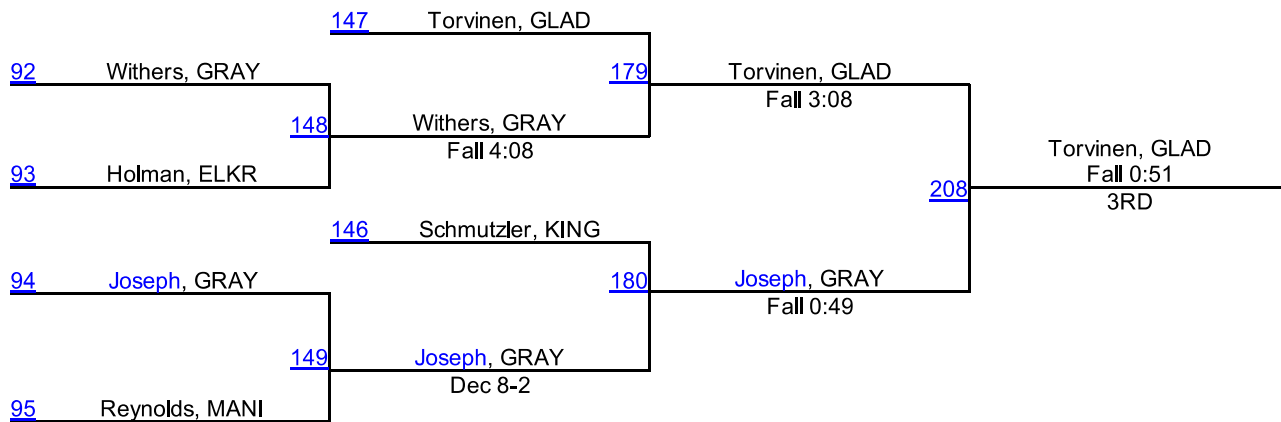 147 Torvinen, GLAD
92 Withers, GRAY
179 Torvinen, GLAD
Fall 3:08
148 Withers, GRAY
Fall 4:08
93 Holman, ELKR
Torvinen, GLAD
Fall 0:51
208
3RD
146 Schmutzler, KING
94 Joseph, GRAY
180 Joseph, GRAY
Fall 0:49
149 Joseph, GRAY
Dec 8-2
95 Reynolds, MANI